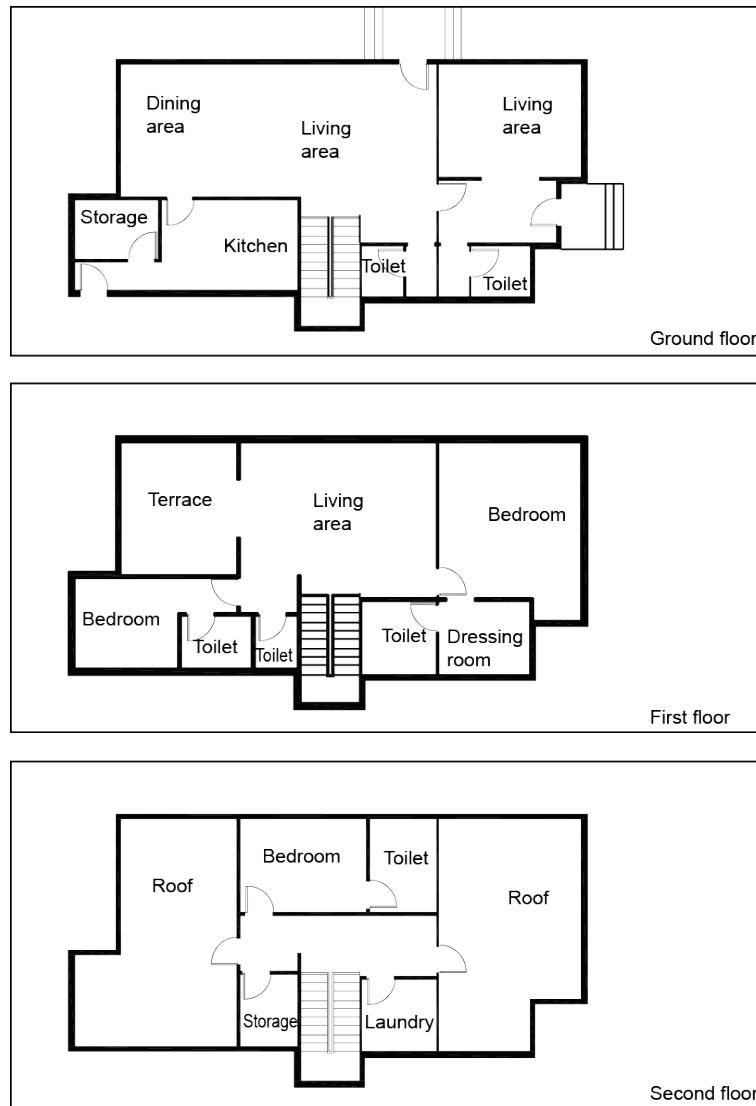 Dining
area
Living
area
Living
area
Storage
Kitchen
Toilet
Toilet
Ground floor
Terrace
Living
area
Bedroom
Bedroom
Toilet
Toilet
Toilet
Dressing
room
First floor
Bedroom
Toilet
Roof
Roof
Storage
Laundry
Second floor